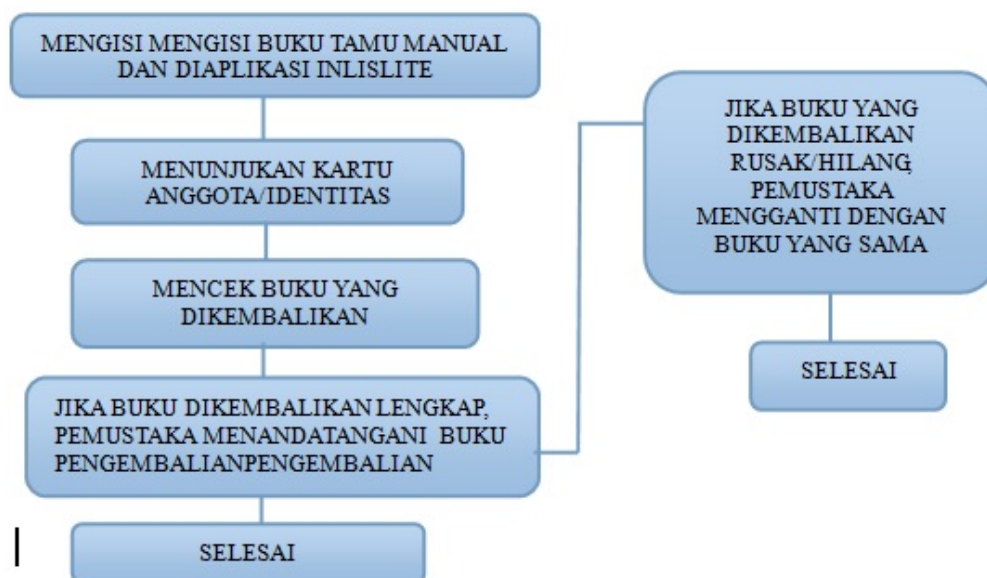 MENGISI MENGISI BUKU TAMU MANUAL
DAN DIAPLIKASI INLISLITE
MENUNJUKAN KARTU
ANGGOTA/IDENTITAS
MENCEK BUKU YANG
DIKEMBALIKAN
JIKA BUKU DIKEMBALIKAN LENGKAP,
PEMUSTAKA MENANDATANGANI BUKU
PENGEMBALIANPENGEMBALIAN
SELESAI
JIKA BUKU YANG
DIKEMBALIKAN
RUSAK/HILANG,
PEMUSTAKA
MENGGANTI DENGAN
BUKU YANG SAMA
SELESAI